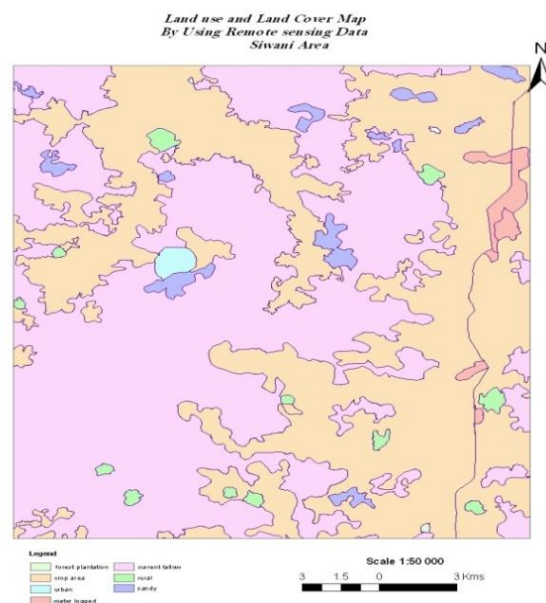 Land use and Land Cover Map
By Using Remote sensing Data
Siwani Area
N
Legend
forest plantation
crop area
urban
water logged
current fallow
rural
sandy
Scale 1:50 000
3 1.5 0 3 Kms